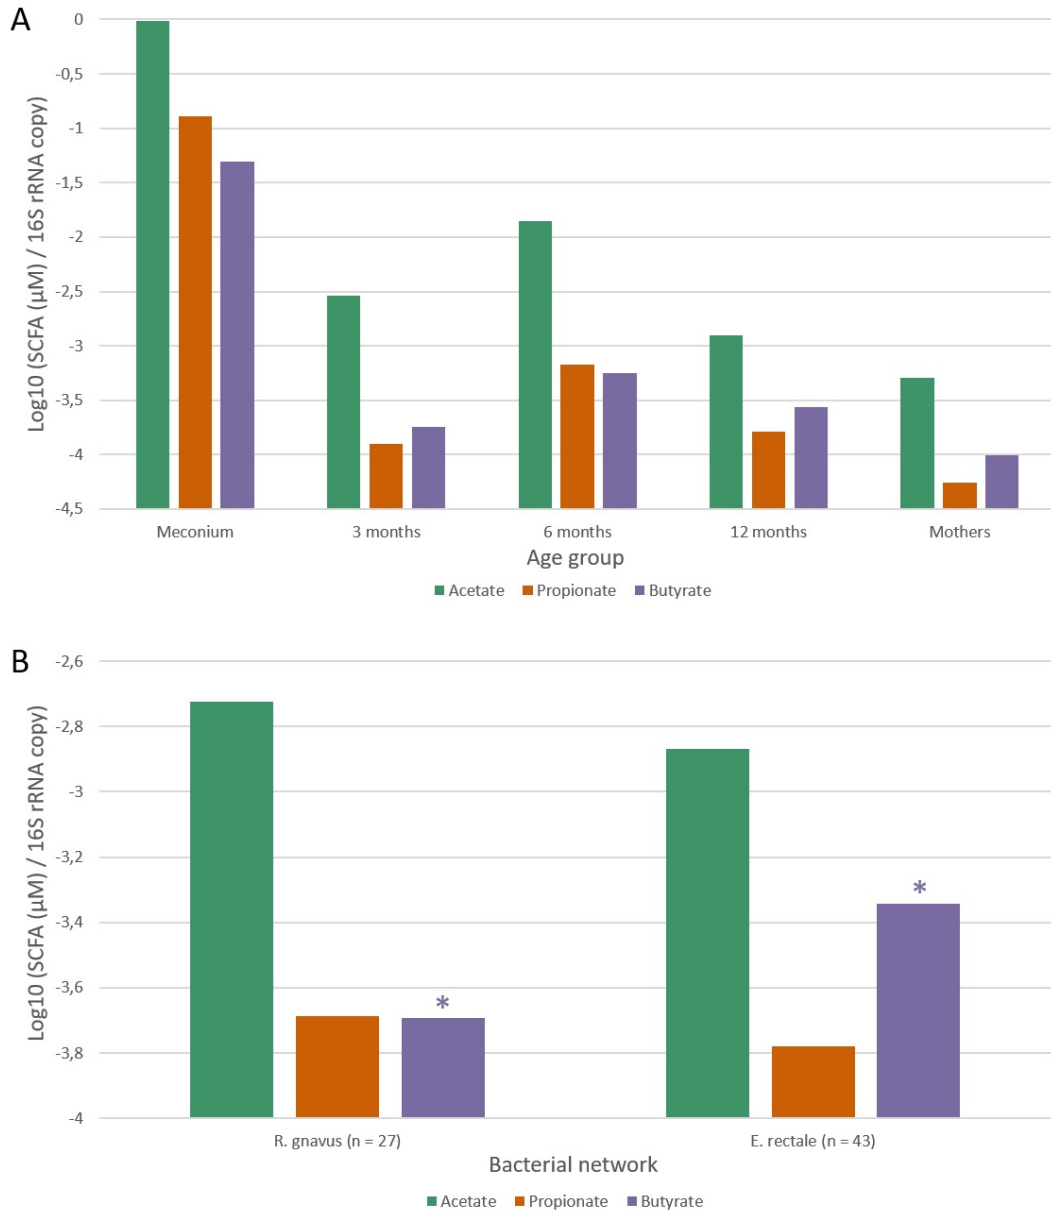 A
Log10 (SCFA (µM) / 16S rRNA copy)
0
-0,5
-1
-1,5
-2
-2,5
-3
-3,5
-4
-4,5
Meconium 3 months 6 months 12 months Mothers
Age group
Acetate Propionate Butyrate
B
Log10 (SCFA (µM) / 16S rRNA copy)
-2,6
-2,8
-3
-3,2
-3,4
-3,6
-3,8
-4
*
*
R. gnavus (n = 27) E. rectale (n = 43)
Bacterial network
Acetate Propionate Butyrate